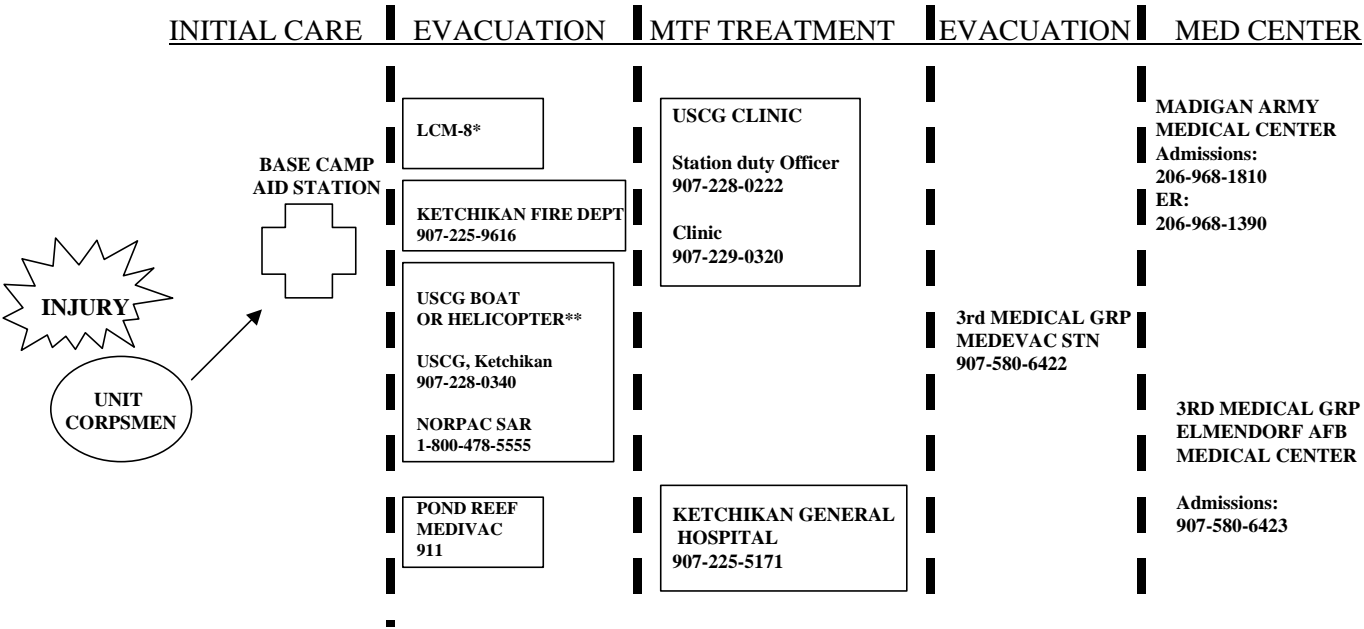 INITIAL CARE EVACUATION MTF TREATMENT EVACUATION MED CENTER
INJURY
UNIT
CORPSMEN
BASE CAMP
AID STATION
LCM-8*
KETCHIKAN FIRE DEPT
907-225-9616
USCG BOAT
OR HELICOPTER**
USCG, Ketchikan
907-228-0340
NORPAC SAR
1-800-478-5555
POND REEF
MEDIVAC
911
USCG CLINIC
Station duty Officer
907-228-0222
Clinic
907-229-0320
KETCHIKAN GENERAL
HOSPITAL
907-225-5171
3rd MEDICAL GRP
MEDEVAC STN
907-580-6422
MADIGAN ARMY
MEDICAL CENTER
Admissions:
206-968-1810
ER:
206-968-1390
3RD MEDICAL GRP
ELMENDORF AFB
MEDICAL CENTER
Admissions:
907-580-6423